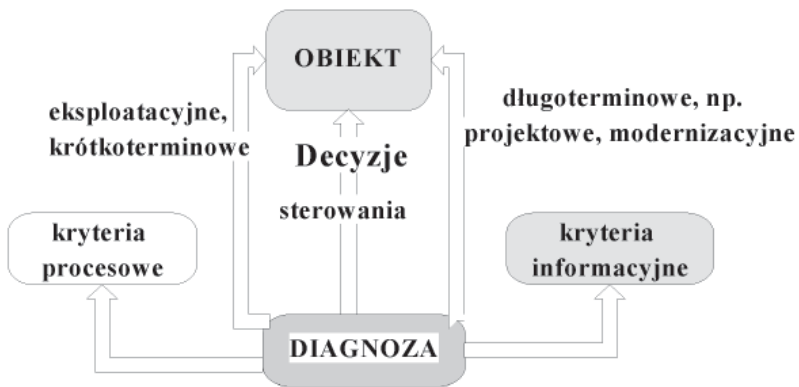 OBIEKT
eksploatacyjne,
krótkoterminowe
długoterminowe, np.
projektowe, modernizacyjne
Decyzje
sterowania
kryteria
procesowe
kryteria
informacyjne
DIAGNOZA